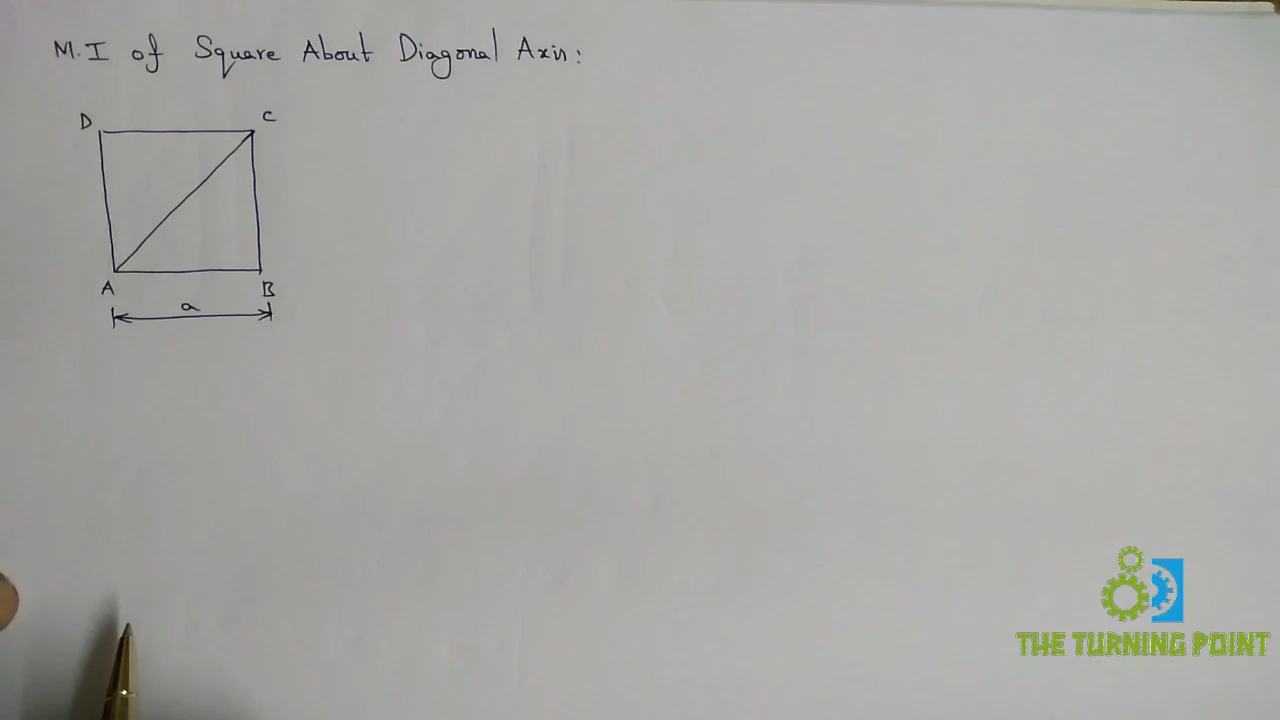 M.I of Square About Diagonal Axis:
D C
A B
a
THE TURNING POINT